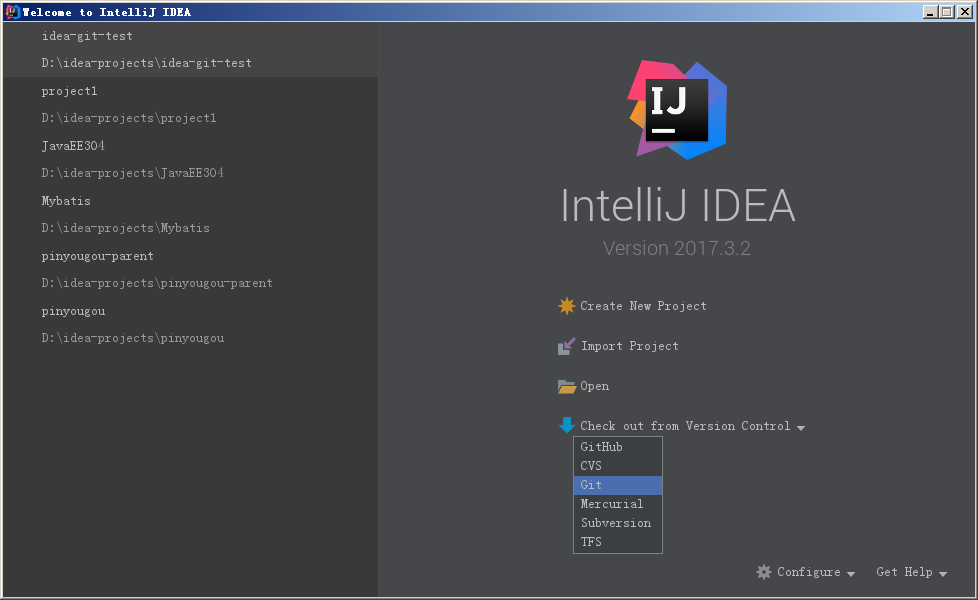 Welcome to IntelliJ IDEA
idea-git-test
D:\idea-projects\idea-git-test
project1
D:\idea-projects\project1
JavaEE304
D:\idea-projects\JavaEE304
Mybatis
D:\idea-projects\Mybatis
pinyougou-parent
D:\idea-projects\pinyougou-parent
pinyougou
D:\idea-projects\pinyougou
IJ
IntelliJ IDEA
Version 2017.3.2
Create New Project
Import Project
Open
Check out from Version Control
GitHub
CVS
Git
Mercurial
Subversion
TFS
Configure
Get Help